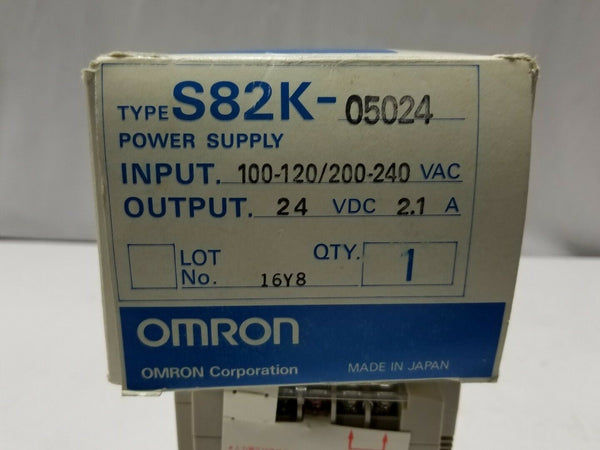 TYPE S82K-05024
POWER SUPPLY
INPUT. 100-120/200-240 VAC
OUTPUT. 24 VDC 2.1 A
LOT No. 16Y8
QTY. 1
OMRON
OMRON Corporation MADE IN JAPAN